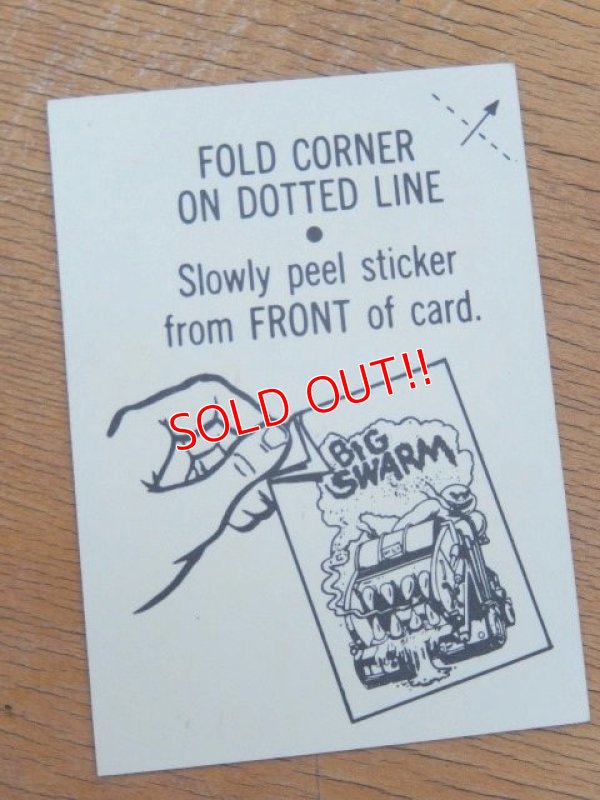 FOLD CORNER
ON DOTTED LINE
Slowly peel sticker
from FRONT of card.
SOLD OUT!!
BIG
SWARM